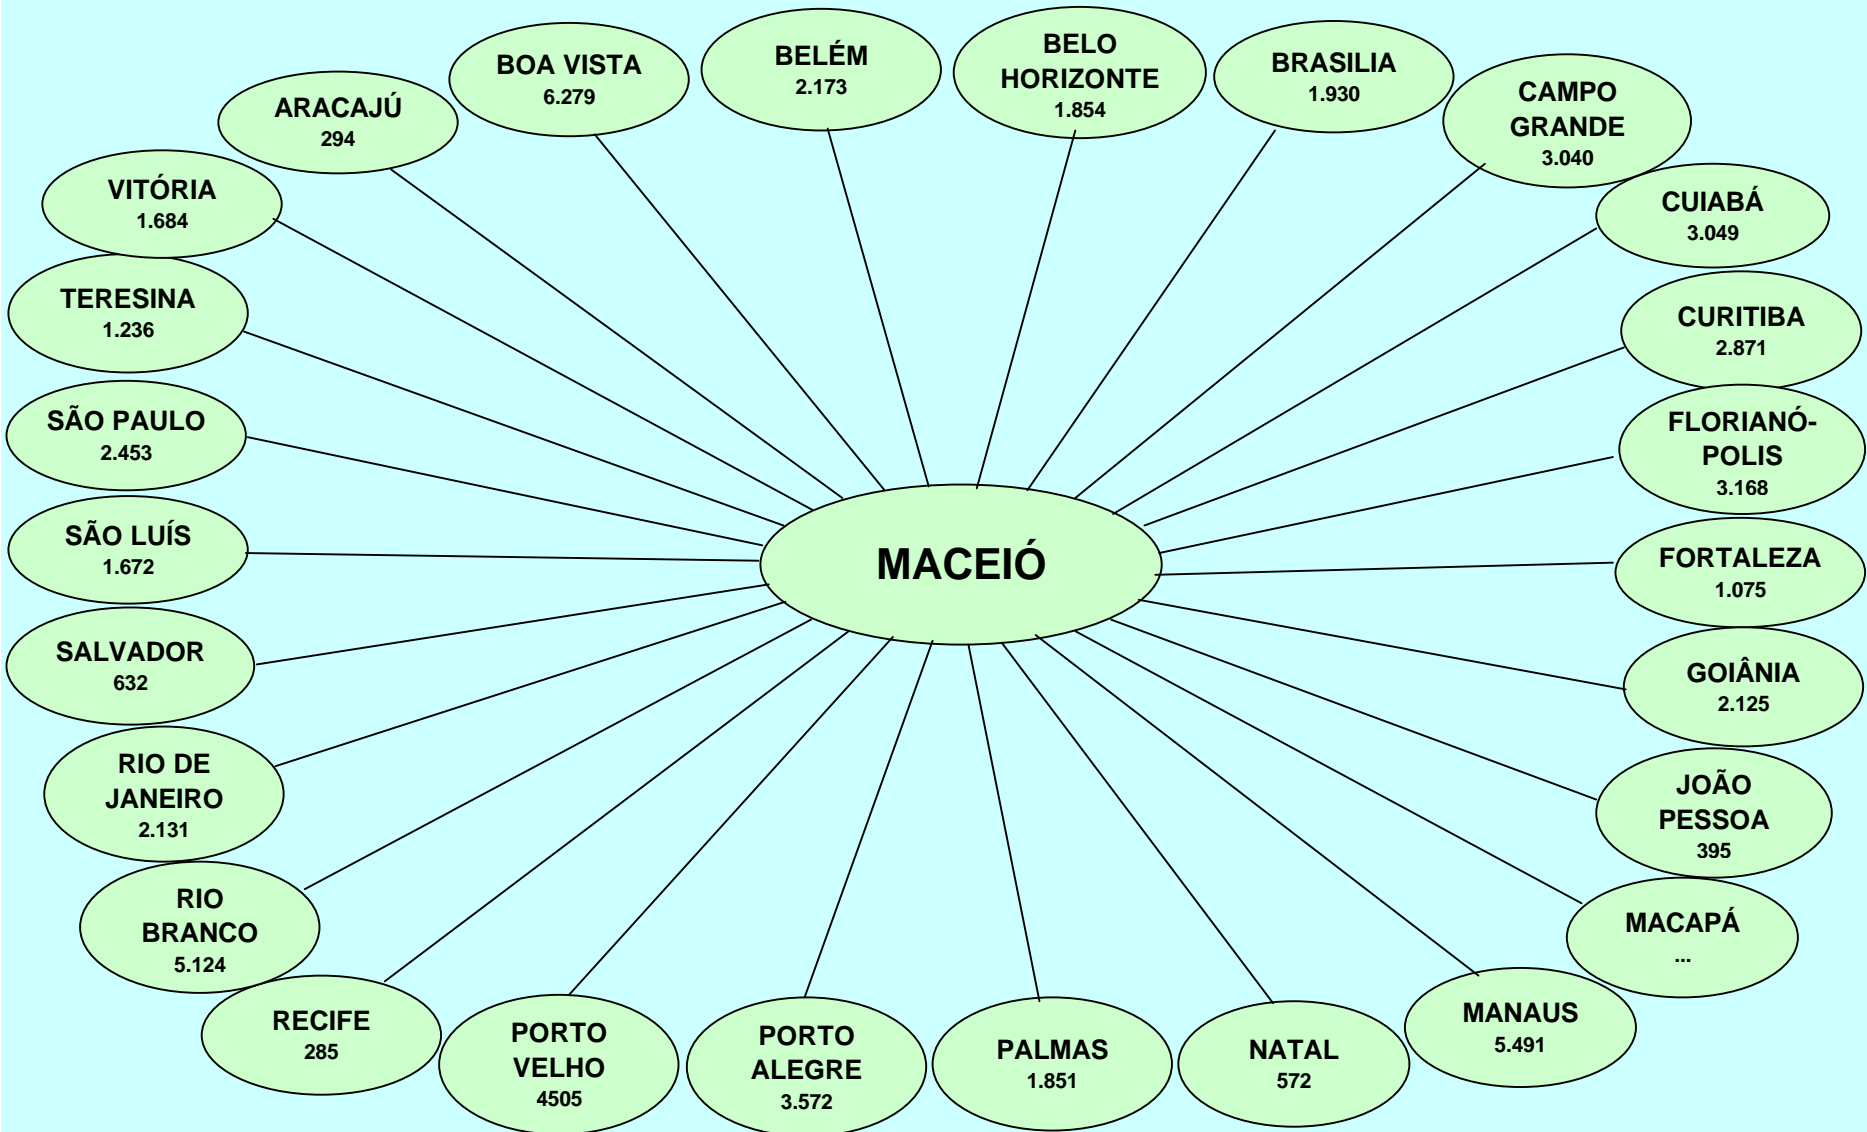 BOA VISTA
6.279
BELÉM
2.173
BELO
HORIZONTE
1.854
BRASILIA
1.930
CAMPO
GRANDE
3.040
CUIABÁ
3.049
CURITIBA
2.871
FLORIANÓ-
POLIS
3.168
FORTALEZA
1.075
GOIÂNIA
2.125
JOÃO
PESSOA
395
MACAPÁ
...
MANAUS
5.491
NATAL
572
PALMAS
1.851
PORTO
ALEGRE
3.572
PORTO
VELHO
4505
RECIFE
285
RIO
BRANCO
5.124
RIO DE
JANEIRO
2.131
SALVADOR
632
SÃO LUÍS
1.672
SÃO PAULO
2.453
TERESINA
1.236
VITÓRIA
1.684
ARACAJÚ
294
MACEIÓ